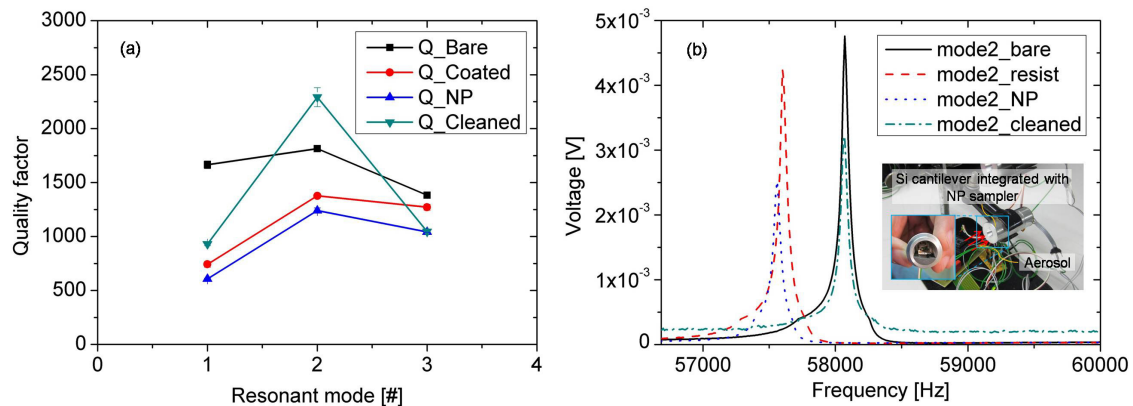 (a)
Q_Bare
Q_Coated
Q_NP
Q_Cleaned
3000
2500
2000
1500
1000
500
0
Quality factor
0
1
2
3
4
Resonant mode [#]
(b)
mode2_bare
mode2_resist
mode2_NP
mode2_cleaned
5x10⁻³
4x10⁻³
3x10⁻³
2x10⁻³
1x10⁻³
0
Voltage [V]
Si cantilever integrated with
NP sampler
Aerosol
57000
58000
59000
60000
Frequency [Hz]